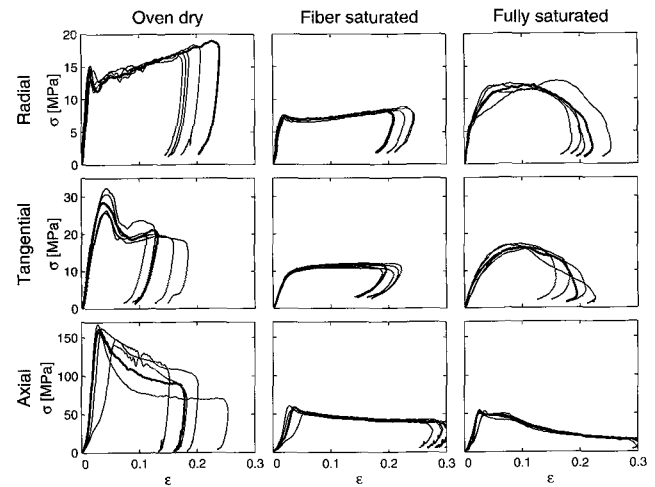 Oven dry
Fiber saturated
Fully saturated
Radial
σ [MPa]
20
15
10
5
0
Tangential
σ [MPa]
30
20
10
0
Axial
σ [MPa]
150
100
50
0
0 0.1 0.2 0.3
0 0.1 0.2 0.3
0 0.1 0.2 0.3
ε
ε
ε